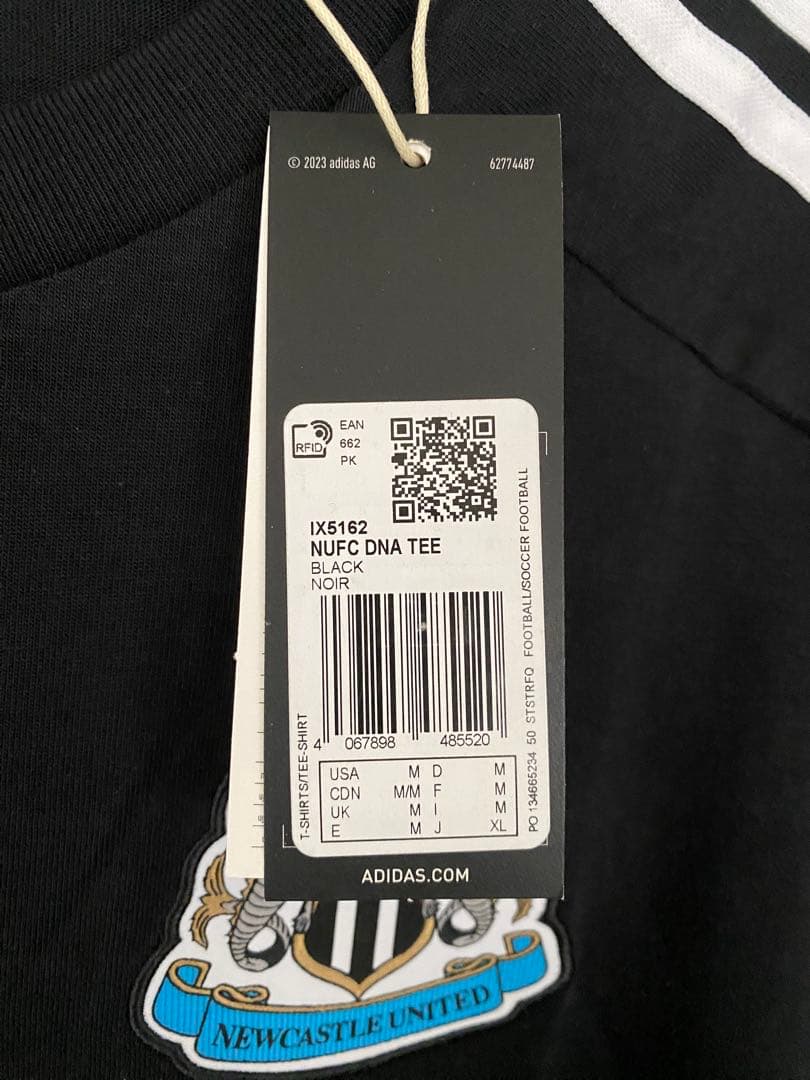 © 2023 adidas AG
62774487
RFID
EAN
662
PK
IX5162
NUFC DNA TEE
BLACK
NOIR
4 067898 485520
USA M D M
CDN M/M F M
UK M I M
E M J XL
T-SHIRTS/TEE-SHIRT
PO 134665234 50 STSTRFO FOOTBALL/SOCCER FOOTBALL
ADIDAS.COM
NEWCASTLE UNITED